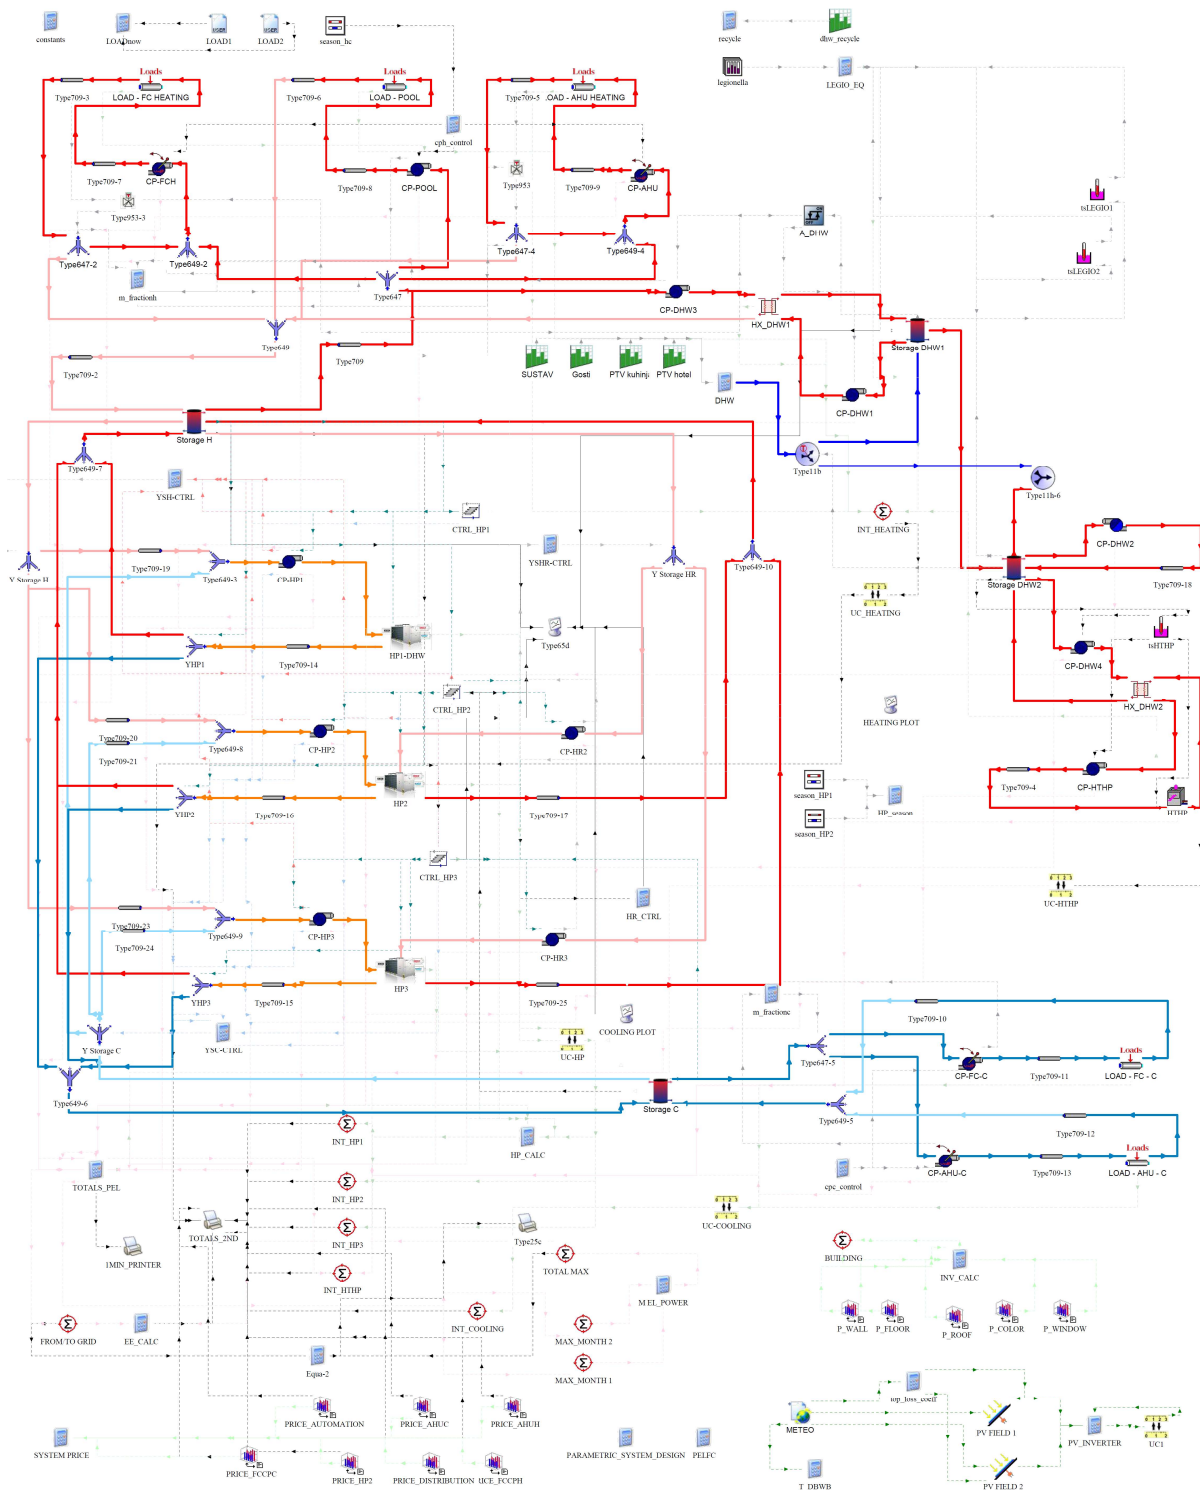 constants
LOADnow
LOAD1
LOAD2
season_hc
recycle
dhw_recycle
legionella
LEGIO_EQ
Loads
Loads
Loads
Type709-3
LOAD - FC HEATING
Type709-6
LOAD - POOL
Type709-5
LOAD - AHU HEATING
cph_control
Type709-7
CP-FCH
Type709-8
CP-POOL
Type953
Type709-9
CP-AHU
Type953-3
tsLEGIO1
A_DHW
Type647-2
Type649-2
Type647-4
Type649-4
tsLEGIO2
m_fractionh
Type647
CP-DHW3
HX_DHW1
Type649
Storage DHW1
Type709-2
Type709
SUSTAV
Gosti
PTV kuhinji
PTV hotel
DHW
CP-DHW1
Storage H
Type649-7
Type11b
Type11h-6
YSH-CTRL
CTRL_HP1
INT_HEATING
CP-DHW2
YSHR-CTRL
Y Storage H
Type709-19
Type649-3
CP-HP1
Y Storage HR
Type649-10
Storage DHW2
Type709-18
UC_HEATING
YHP1
Type709-14
HP1-DHW
Type65d
tsHTHP
CP-DHW4
CTRL_HP2
HX_DHW2
HEATING PLOT
Type709-20
Type709-21
Type649-8
CP-HP2
CP-HR2
season_HP1
Type709-4
CP-HTHP
YHP2
Type709-16
HP2
Type709-17
season_HP2
HP_season
HTHP
CTRL_HP3
HR_CTRL
UC-HTHP
Type709-23
Type709-24
Type649-9
CP-HP3
CP-HR3
YHP3
Type709-15
HP3
Type709-25
m_fractionc
Type709-10
Y Storage C
YSC-CTRL
UC-HP
COOLING PLOT
Type647-5
Loads
CP-FC-C
Type709-11
LOAD - FC - C
Type649-6
Storage C
Type649-5
Type709-12
INT_HP1
HP_CALC
Loads
CP-AHU-C
Type709-13
LOAD - AHU - C
TOTALS_PEL
INT_HP2
cpc_control
UC-COOLING
TOTALS_2ND
INT_HP3
Type25c
1MIN_PRINTER
INT_HTHP
TOTAL MAX
BUILDING
INV_CALC
M EL_POWER
FROM/TO GRID
EE_CALC
INT_COOLING
MAX_MONTH 2
P_WALL
P_FLOOR
P_ROOF
P_COLOR
P_WINDOW
Equa-2
MAX_MONTH 1
top_loss_coeff
PRICE_AUTOMATION
PRICE_AHUC
PRICE_AHUH
METEO
PV FIELD 1
PV_INVERTER
UC1
SYSTEM PRICE
PARAMETRIC_SYSTEM_DESIGN
PELFC
PRICE_FCCPC
PRICE_HP2
PRICE_DISTRIBUTION
UICE_FCCPH
T_DBWB
PV FIELD 2